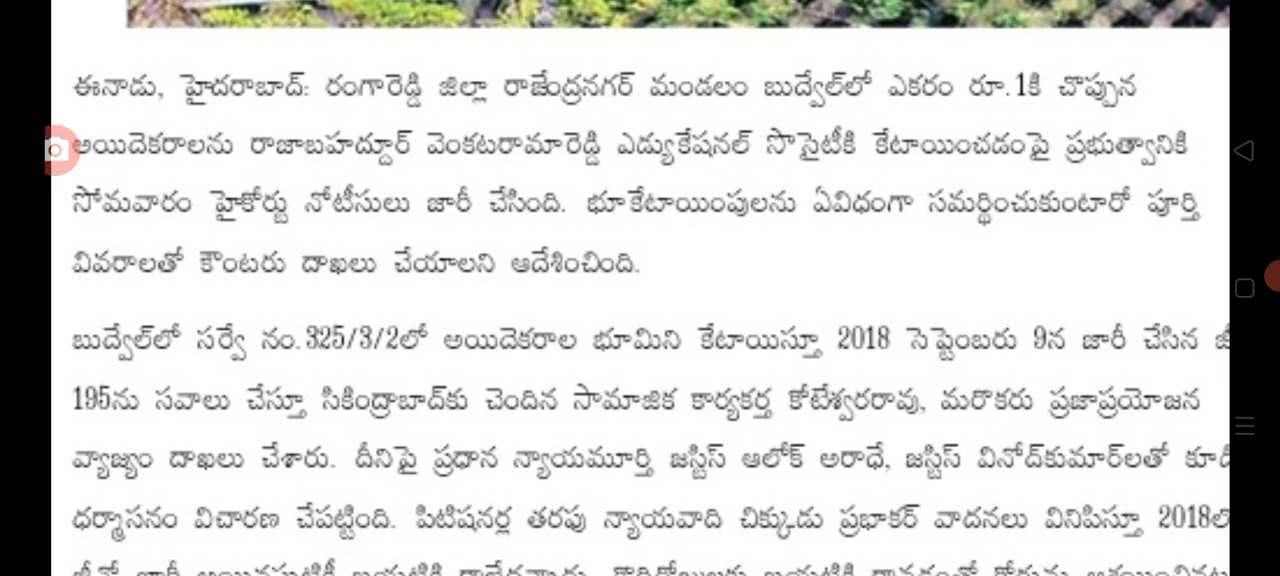 ఈనాడు, హైదరాబాద్: రంగారెడ్డి జిల్లా రాజేంద్రనగర్ మండలం బుద్వేల్‌లో ఎకరం రూ.1కి చొప్పున
అయిదెకరాలను రాజాబహద్దూర్ వెంకటరామారెడ్డి ఎడ్యుకేషనల్ సొసైటీకి కేటాయించడంపై ప్రభుత్వానికి
సోమవారం హైకోర్టు నోటీసులు జారీ చేసింది. భూకేటాయింపులను ఏవిధంగా సమర్థించుకుంటారో పూర్తి
వివరాలతో కౌంటరు దాఖలు చేయాలని ఆదేశించింది.
బుద్వేల్‌లో సర్వే నం.325/3/2లో అయిదెకరాల భూమిని కేటాయిస్తూ 2018 సెప్టెంబరు 9న జారీ చేసిన
195ను సవాలు చేస్తూ సికింద్రాబాద్‌కు చెందిన సామాజిక కార్యకర్త కోటేశ్వరరావు, మరొకరు ప్రజాప్రయోజన
వ్యాజ్యం దాఖలు చేశారు. దీనిపై ప్రధాన న్యాయమూర్తి జస్టిస్ ఆలోక్ అరాధే, జస్టిస్ వినోద్‌కుమార్‌లతో కూడి
ధర్మాసనం విచారణ చేపట్టింది. పిటిషనర్ల తరపు న్యాయవాది చిక్కుడు ప్రభాకర్ వాదనలు వినిపిస్తూ 2018లో